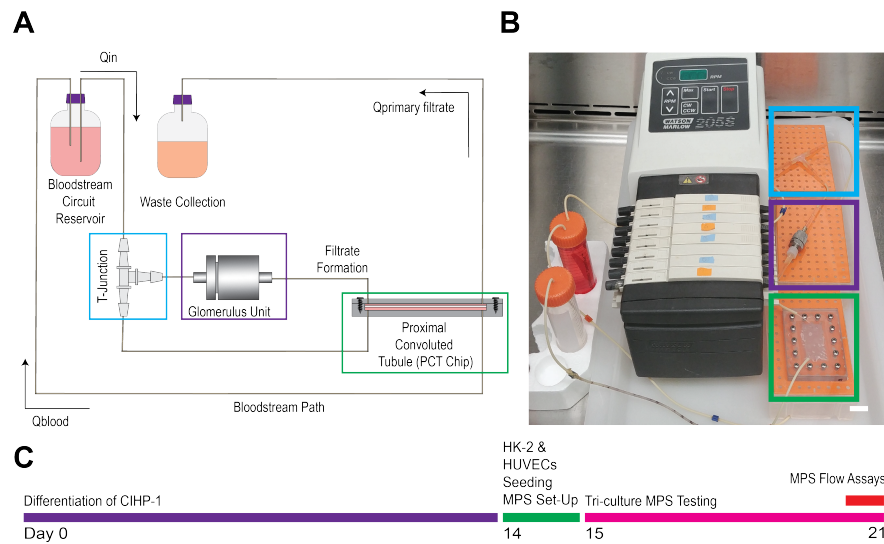 A
B
Qin
Qprimary filtrate
Bloodstream
Circuit
Reservoir
Waste Collection
T-Junction
Filtrate
Formation
Glomerulus Unit
Proximal
Convoluted
Tubule (PCT Chip)
Bloodstream Path
Qblood
RPM
RPM
Max
Start
CW
CCW
WATSON
MARLOW
205S
C
HK-2 &
HUVECs
Seeding
MPS Set-Up
Differentiation of CIHP-1
Tri-culture MPS Testing
MPS Flow Assays
Day 0
14
15
21